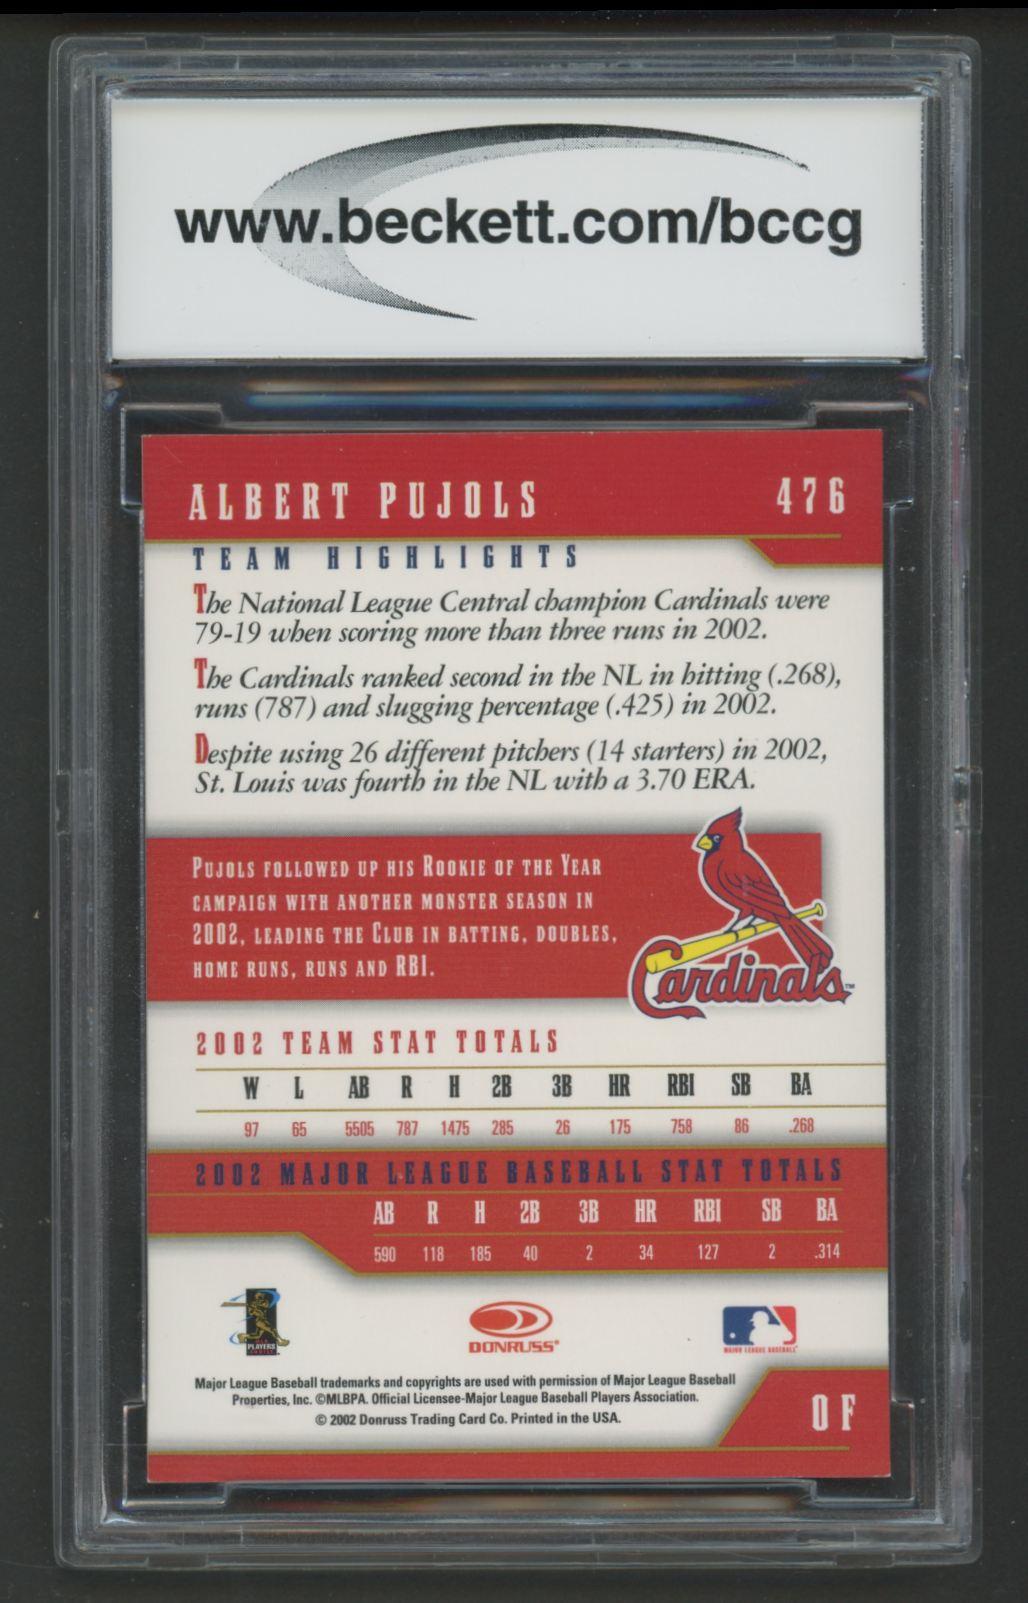 www.beckett.com/bccg
ALBERT PUJOLS 476
TEAM HIGHLIGHTS
The National League Central champion Cardinals were
79-19 when scoring more than three runs in 2002.
The Cardinals ranked second in the NL in hitting (.268),
runs (787) and slugging percentage (.425) in 2002.
Despite using 26 different pitchers (14 starters) in 2002,
St. Louis was fourth in the NL with a 3.70 ERA.
PUJOLS FOLLOWED UP HIS ROOKIE OF THE YEAR
CAMPAIGN WITH ANOTHER MONSTER SEASON IN
2002, LEADING THE CLUB IN BATTING, DOUBLES,
HOME RUNS, RUNS AND RBI.
Cardinals™
2002 TEAM STAT TOTALS
W L AB R H 2B 3B HR RBI SB BA
97 65 5505 787 1475 285 26 175 758 86 .268
2002 MAJOR LEAGUE BASEBALL STAT TOTALS
AB R H 2B 3B HR RBI SB BA
590 118 185 40 2 34 127 2 .314
PLAYERS
DONRUSS®
MAJOR LEAGUE BASEBALL
Major League Baseball trademarks and copyrights are used with permission of Major League Baseball
Properties, Inc. ©MLBPA. Official Licensee-Major League Baseball Players Association.
© 2002 Donruss Trading Card Co. Printed in the USA.
OF